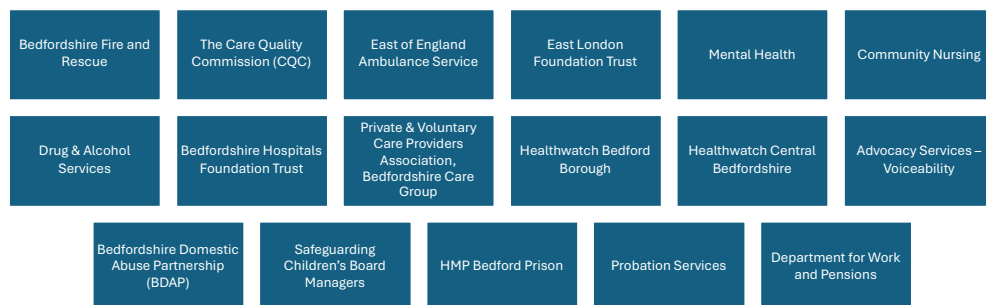 Bedfordshire Fire and
Rescue
The Care Quality
Commission (CQC)
East of England
Ambulance Service
East London
Foundation Trust
Mental Health
Community Nursing
Drug & Alcohol
Services
Bedfordshire Hospitals
Foundation Trust
Private & Voluntary
Care Providers
Association,
Bedfordshire Care
Group
Healthwatch Bedford
Borough
Healthwatch Central
Bedfordshire
Advocacy Services –
Voiceability
Bedfordshire Domestic
Abuse Partnership
(BDAP)
Safeguarding
Children’s Board
Managers
HMP Bedford Prison
Probation Services
Department for Work
and Pensions